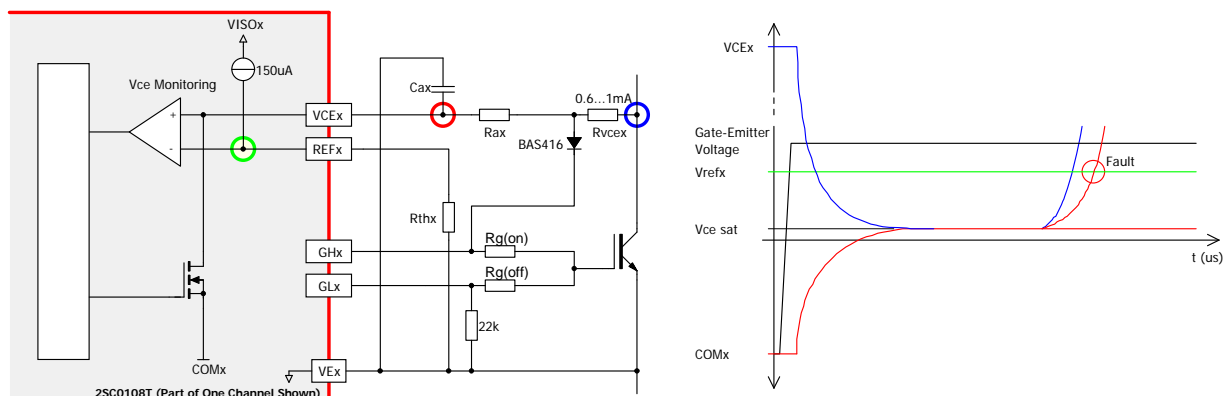 VISOx
150uA
Vce Monitoring
+
-
VCEx
REFx
GHx
GLx
VEx
COMx
2SC0108T (Part of One Channel Shown)
Cax
Rax
0.6...1mA
Rvcex
BAS416
Rthx
Rg(on)
Rg(off)
22k
VCEx
Gate-Emitter
Voltage
Vrefx
Fault
Vce sat
t (us)
COMx